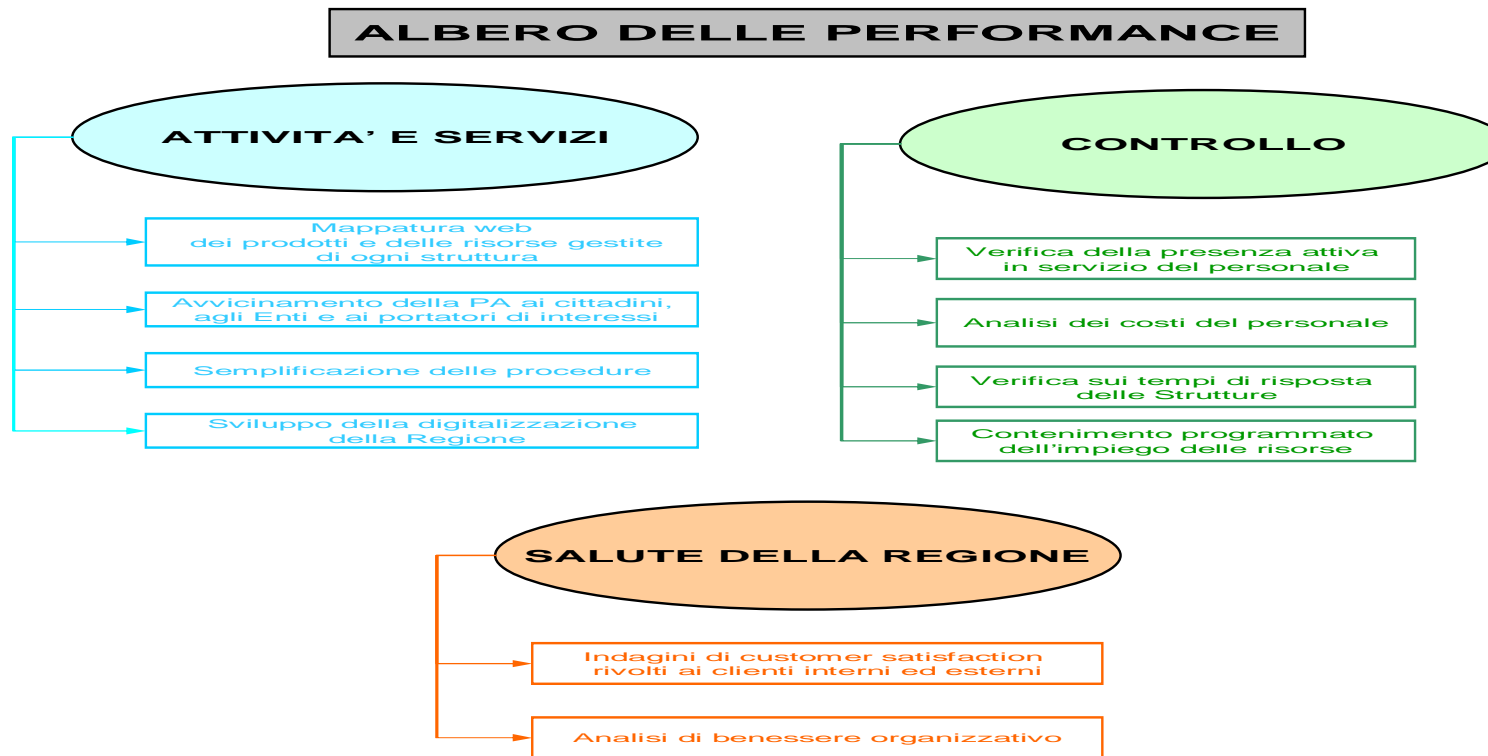 ALBERO DELLE PERFORMANCE
ATTIVITA’ E SERVIZI
Mappatura web
dei prodotti e delle risorse gestite
di ogni struttura
Avvicinamento della PA ai cittadini,
agli Enti e ai portatori di interessi
Semplificazione delle procedure
Sviluppo della digitalizzazione
della Regione
CONTROLLO
Verifica della presenza attiva
in servizio del personale
Analisi dei costi del personale
Verifica sui tempi di risposta
delle Strutture
Contenimento programmato
dell'impiego delle risorse
SALUTE DELLA REGIONE
Indagini di customer satisfaction
rivolti ai clienti interni ed esterni
Analisi di benessere organizzativo